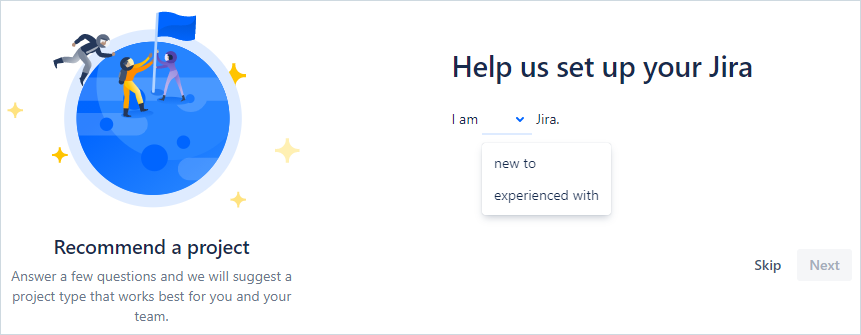 Help us set up your Jira
I am Jira.
new to
experienced with
Recommend a project
Answer a few questions and we will suggest a
project type that works best for you and your
team.
Skip Next